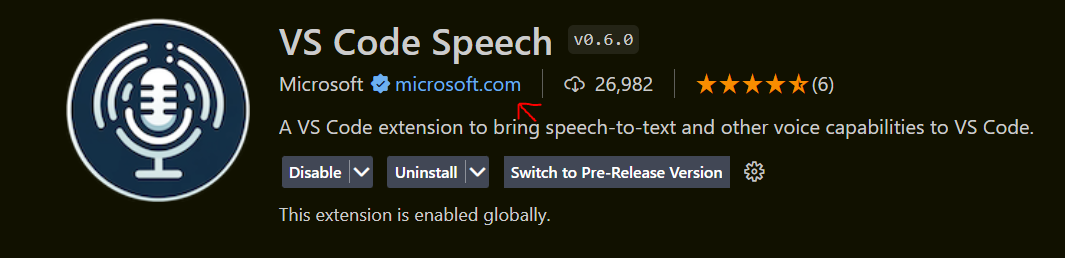 VS Code Speech v0.6.0
Microsoft microsoft.com 26,982 (6)
A VS Code extension to bring speech-to-text and other voice capabilities to VS Code.
Disable Uninstall Switch to Pre-Release Version
This extension is enabled globally.